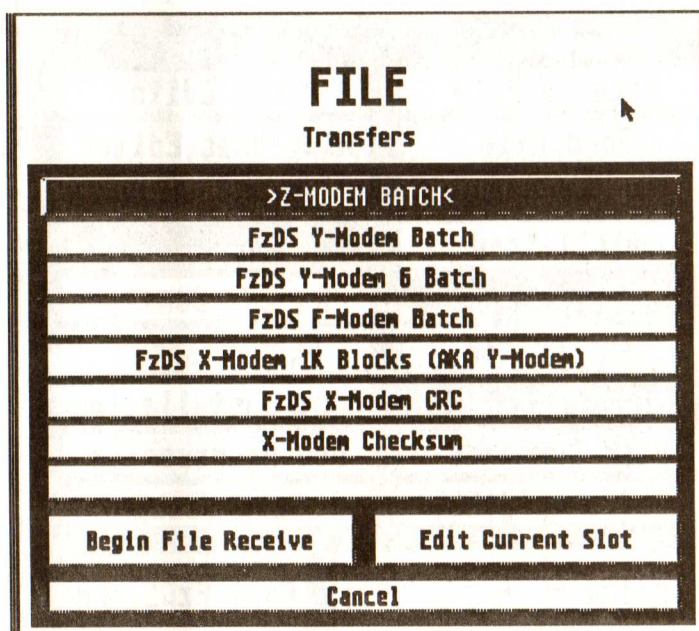 FILE
Transfers
>Z-MODEM BATCH<
FzDS Y-Modem Batch
FzDS Y-Modem G Batch
FzDS F-Modem Batch
FzDS X-Modem 1K Blocks (AKA Y-Modem)
FzDS X-Modem CRC
X-Modem Checksum
Begin File Receive Edit Current Slot
Cancel